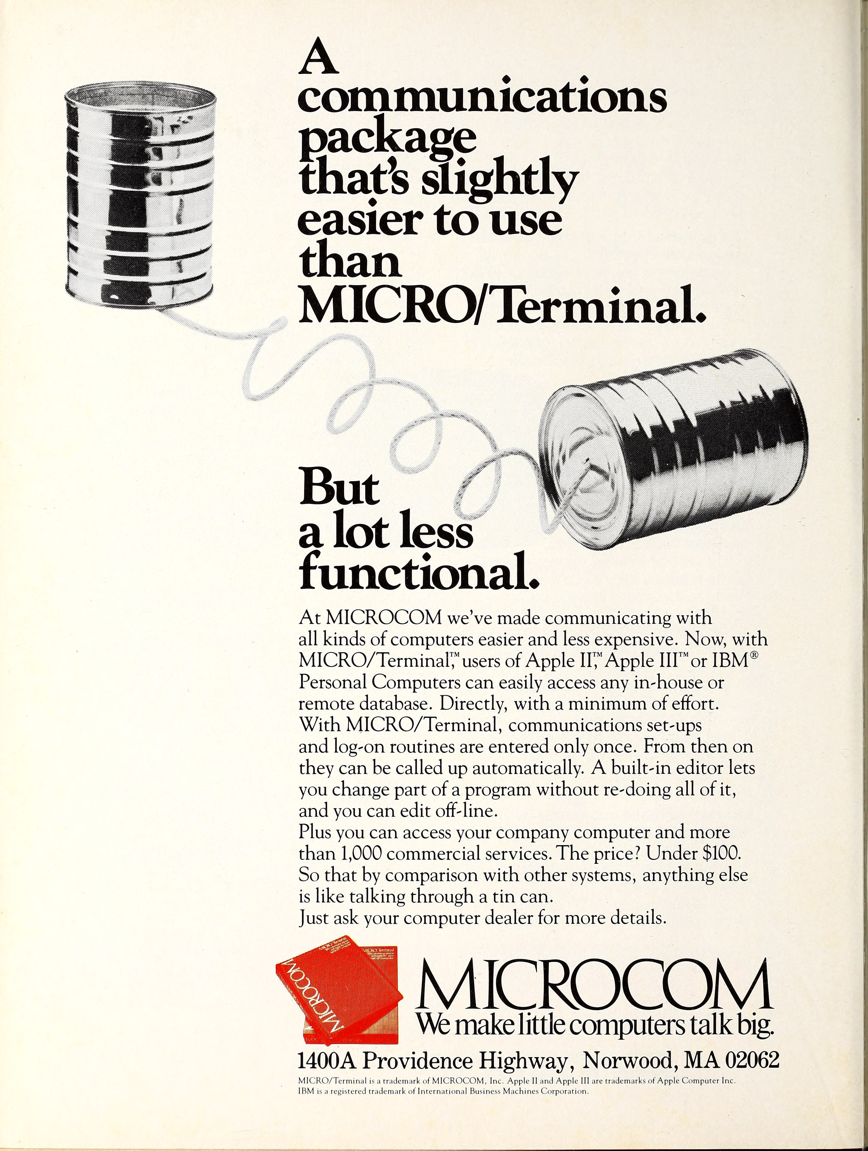 A
communications
package
that's slightly
easier to use
than
MICRO/Terminal.
But
a lot less
functional.
At MICROCOM we've made communicating with
all kinds of computers easier and less expensive. Now, with
MICRO/Terminal,™ users of Apple II,™ Apple III™ or IBM®
Personal Computers can easily access any in-house or
remote database. Directly, with a minimum of effort.
With MICRO/Terminal, communications set-ups
and log-on routines are entered only once. From then on
they can be called up automatically. A built-in editor lets
you change part of a program without re-doing all of it,
and you can edit off-line.
Plus you can access your company computer and more
than 1,000 commercial services. The price? Under $100.
So that by comparison with other systems, anything else
is like talking through a tin can.
Just ask your computer dealer for more details.
MICROCOM
MICROCOM
We make little computers talk big.
1400A Providence Highway, Norwood, MA 02062
MICRO/Terminal is a trademark of MICROCOM, Inc. Apple II and Apple III are trademarks of Apple Computer Inc.
IBM is a registered trademark of International Business Machines Corporation.